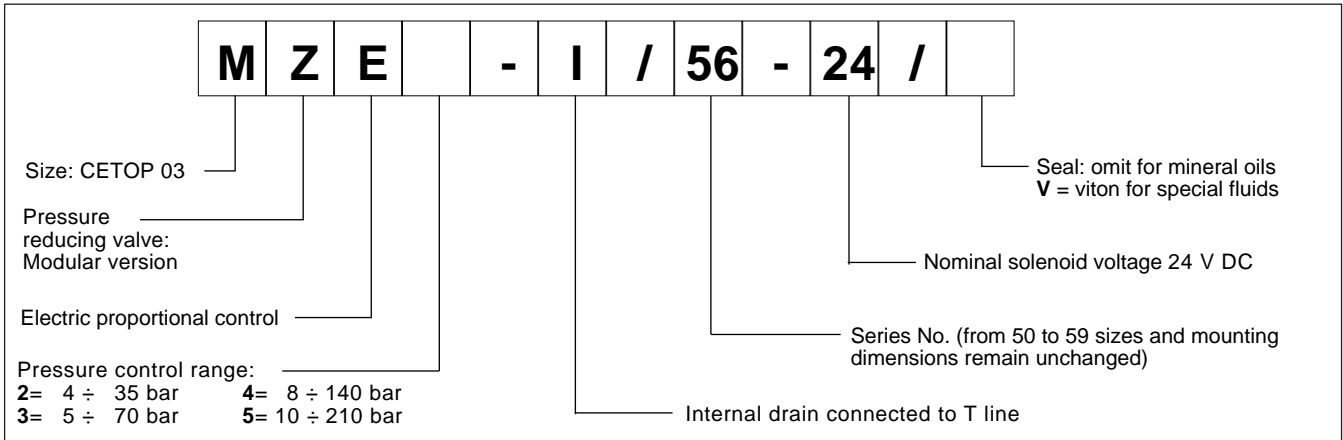 M Z E - I / 56 - 24 /
Size: CETOP 03
Pressure
reducing valve:
Modular version
Electric proportional control
Pressure control range:
2= 4 ÷ 35 bar 4= 8 ÷ 140 bar
3= 5 ÷ 70 bar 5= 10 ÷ 210 bar
Seal: omit for mineral oils
V = viton for special fluids
Nominal solenoid voltage 24 V DC
Series No. (from 50 to 59 sizes and mounting
dimensions remain unchanged)
Internal drain connected to T line